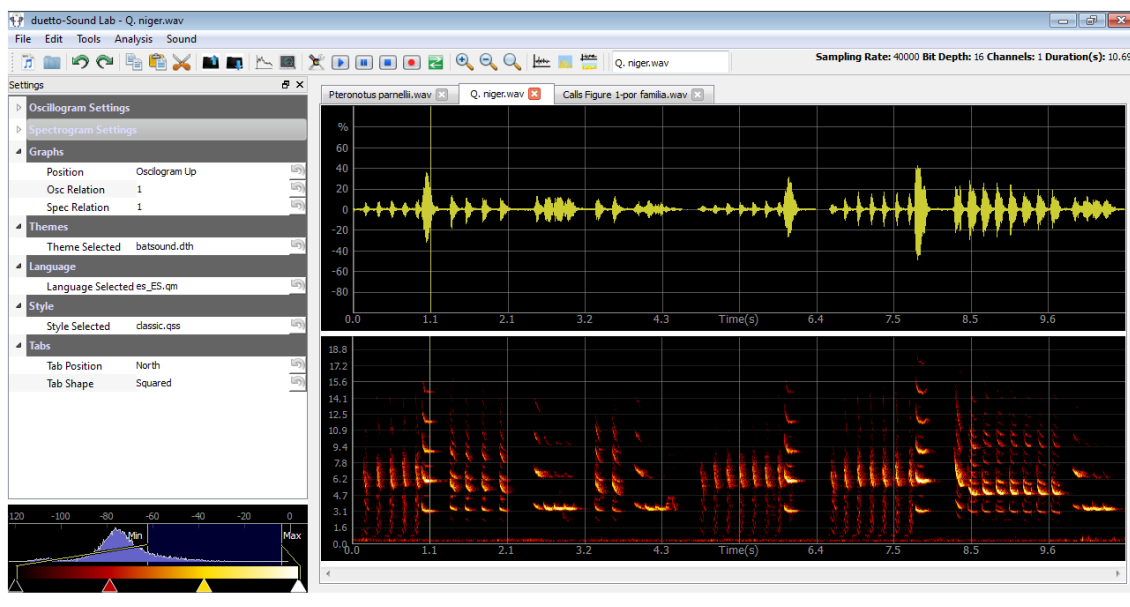 duetto-Sound Lab - Q. niger.wav
File Edit Tools Analysis Sound
Q. niger.wav
Sampling Rate: 40000 Bit Depth: 16 Channels: 1 Duration(s): 10.69
Settings
Oscillogram Settings
Spectrogram Settings
Graphs
Position Oscilogram Up
Osc Relation 1
Spec Relation 1
Themes
Theme Selected batsound.dth
Language
Language Selected es_ES.qm
Style
Style Selected classic.qss
Tabs
Tab Position North
Tab Shape Squared
120 -100 -80 -60 -40 -20 0
Min Max
Pteronotus parnellii.wav Q. niger.wav Calls Figure 1-por familia.wav
%
60
40
20
0
-20
-40
-60
-80
0.0 1.1 2.1 3.2 4.3 Time(s) 6.4 7.5 8.5 9.6
18.8
17.2
15.6
14.1
12.5
10.9
9.4
7.8
6.2
4.7
3.1
1.6
0.0
0.0 1.1 2.1 3.2 4.3 Time(s) 6.4 7.5 8.5 9.6